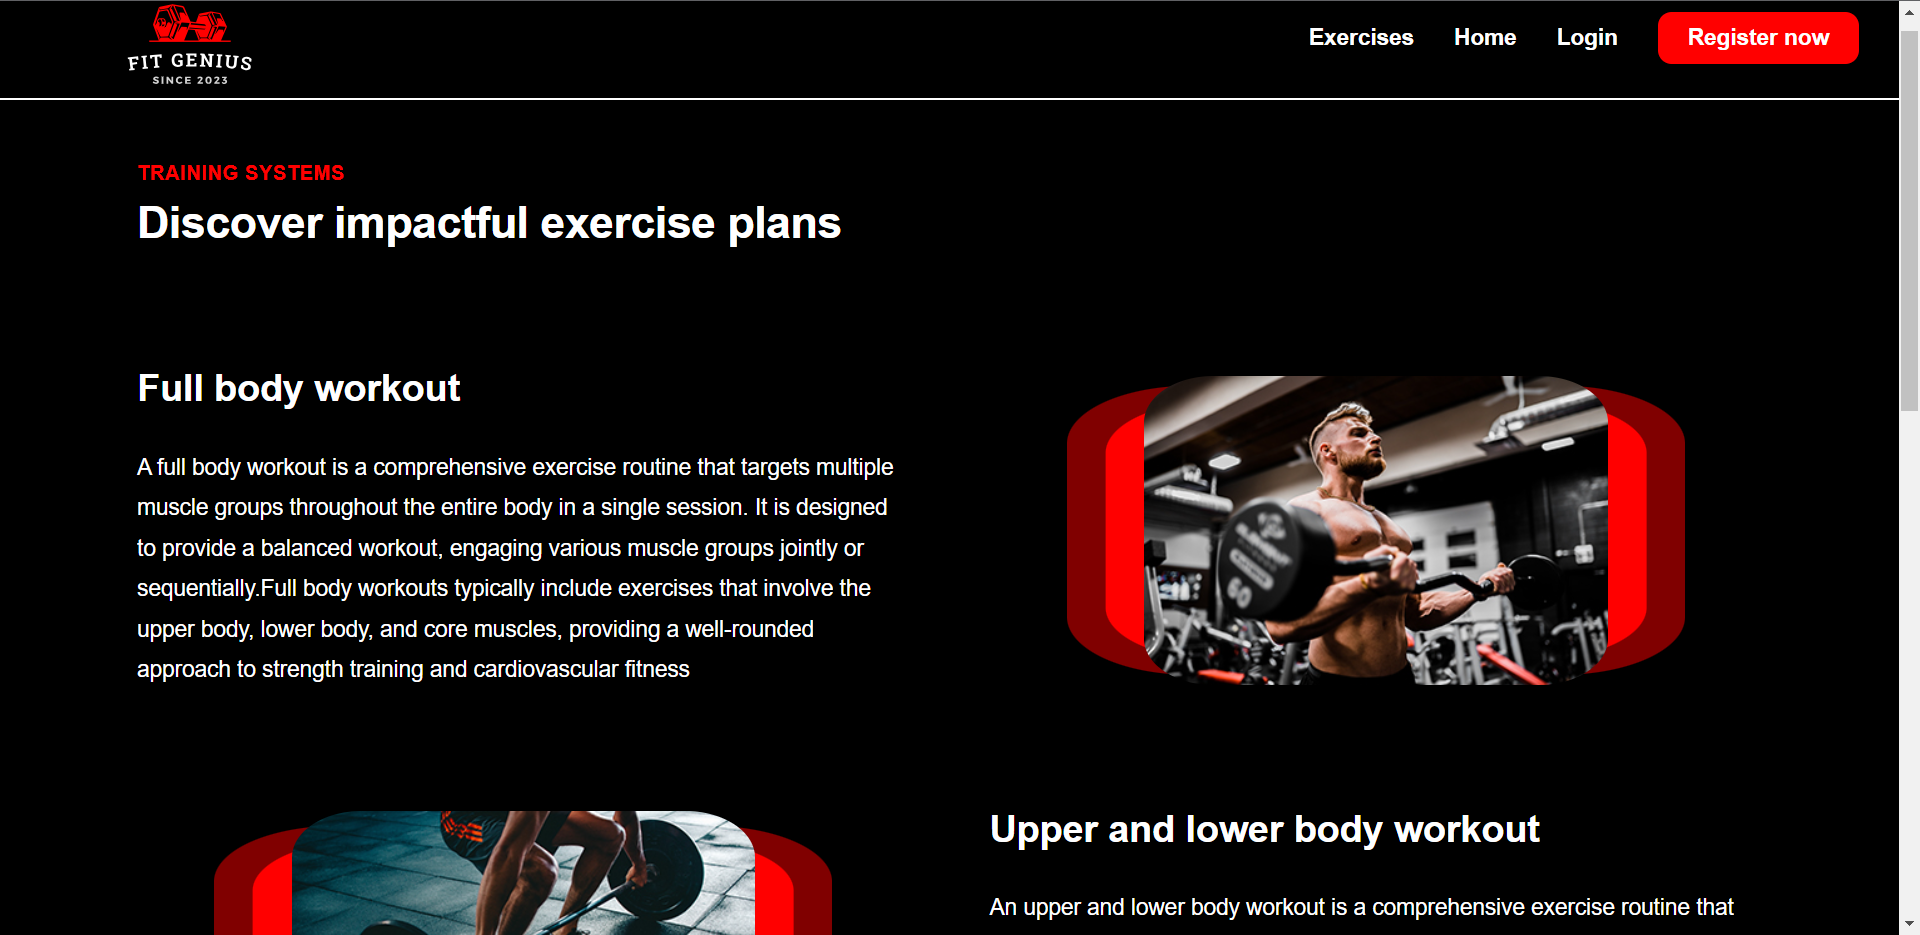 FIT GENIUS
SINCE 2023
Exercises Home Login Register now
TRAINING SYSTEMS
Discover impactful exercise plans
Full body workout
A full body workout is a comprehensive exercise routine that targets multiple
muscle groups throughout the entire body in a single session. It is designed
to provide a balanced workout, engaging various muscle groups jointly or
sequentially.Full body workouts typically include exercises that involve the
upper body, lower body, and core muscles, providing a well-rounded
approach to strength training and cardiovascular fitness
60
Upper and lower body workout
An upper and lower body workout is a comprehensive exercise routine that